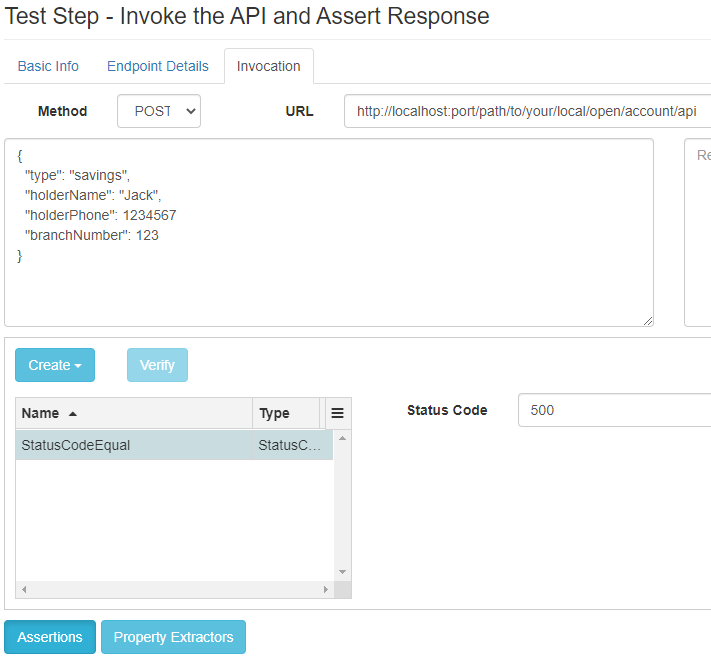 Test Step - Invoke the API and Assert Response
Basic Info Endpoint Details Invocation
Method POST URL http://localhost:port/path/to/your/local/open/account/api
{
"type": "savings",
"holderName": "Jack",
"holderPhone": 1234567
"branchNumber": 123
}
Re
Create Verify
Name Type
Status Code 500
StatusCodeEqual StatusC...
Assertions Property Extractors